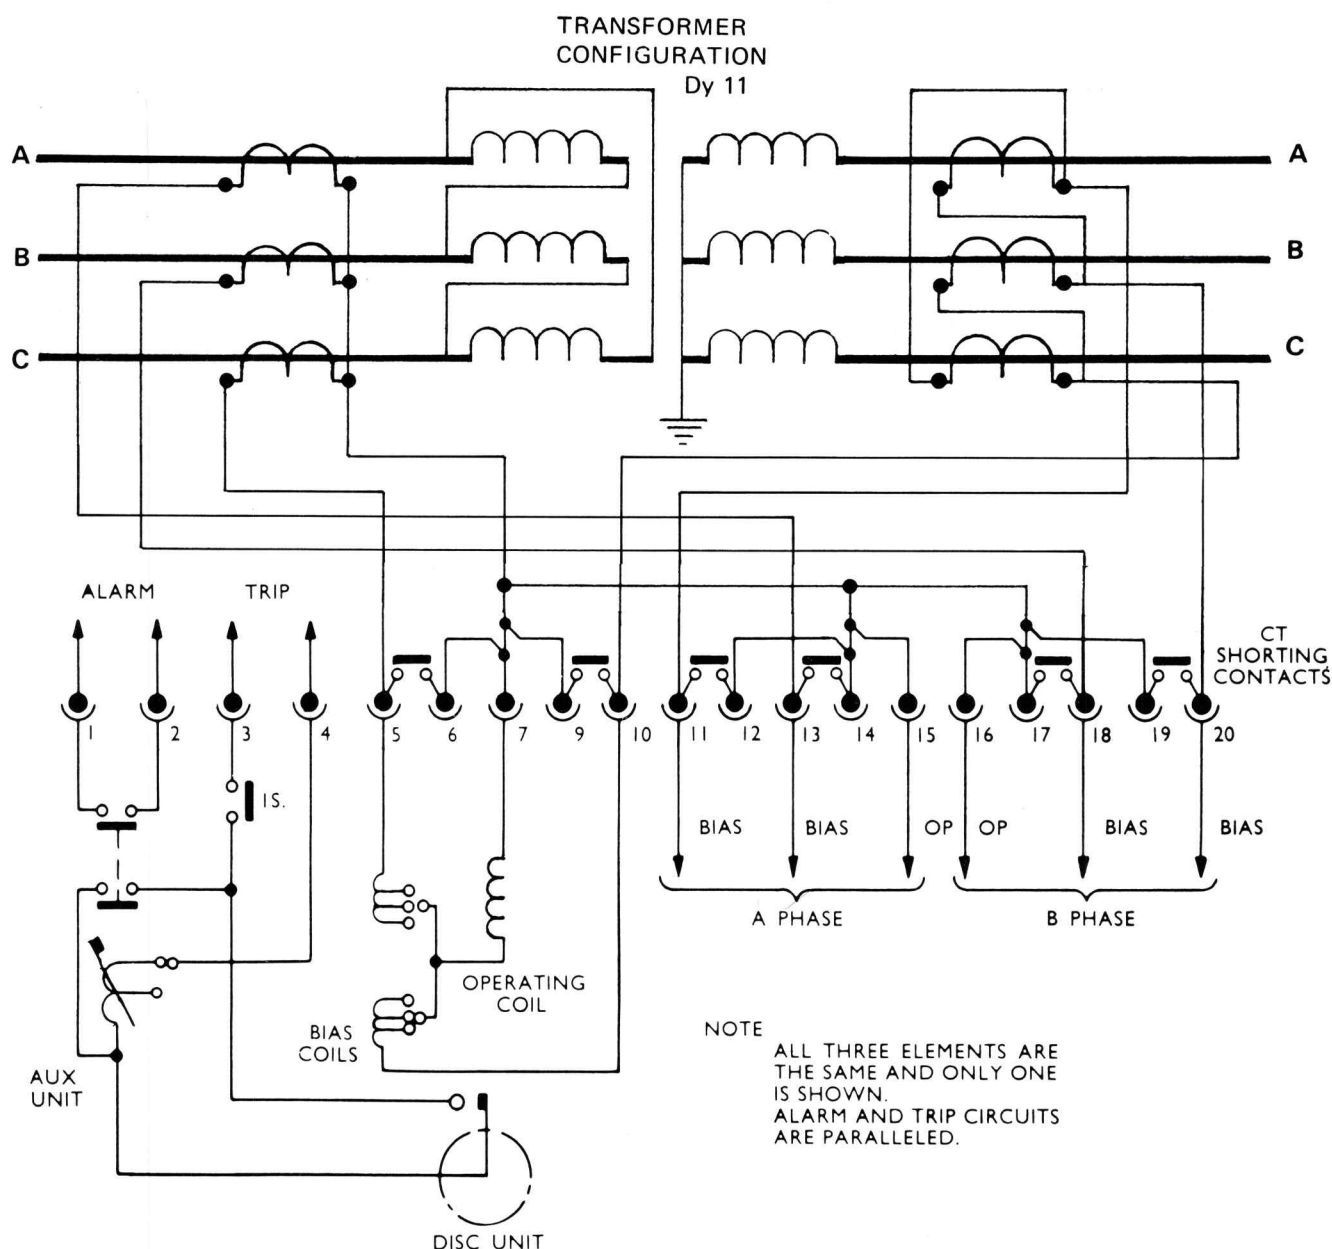 TRANSFORMER
CONFIGURATION
Dy 11
A
A
B
B
C
C
ALARM
TRIP
CT
SHORTING
CONTACTS
1
2
3
4
5
6
7
9
10
11
12
13
14
15
16
17
18
19
20
IS.
BIAS
BIAS
OP
OP
BIAS
BIAS
A PHASE
B PHASE
OPERATING
COIL
BIAS
COILS
AUX
UNIT
NOTE
ALL THREE ELEMENTS ARE
THE SAME AND ONLY ONE
IS SHOWN.
ALARM AND TRIP CIRCUITS
ARE PARALLELED.
DISC UNIT